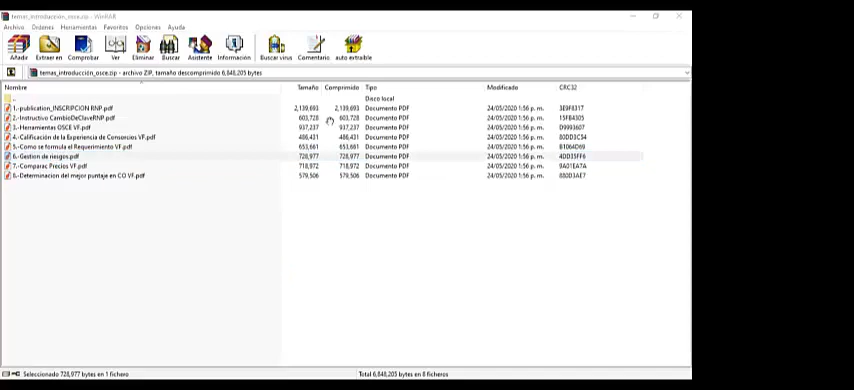 temas_introducción_osce.zip - WinRAR
Archivo Órdenes Herramientas Favoritos Opciones Ayuda
Añadir Extraer en Comprobar Ver Eliminar Buscar Asistente Información Buscar virus Comentario auto extraible
temas_introducción_osce.zip - archivo ZIP, tamaño descomprimido 6,848,205 bytes
Nombre Tamaño Comprimido Tipo Modificado CRC32
.. Disco local
1.-publication_INSCRIPCION RNP.pdf 2,139,693 2,139,693 Documento PDF 24/05/2020 1:56 p. m. 3E9F8317
2.-Instructivo CambioDeClaveRNP.pdf 603,728 603,728 Documento PDF 24/05/2020 1:56 p. m. 15FB4305
3.-Herramientas OSCE VF.pdf 937,237 937,237 Documento PDF 24/05/2020 1:56 p. m. D9993607
4.-Calificación de la Experiencia de Consorcios VF.pdf 486,431 486,431 Documento PDF 24/05/2020 1:56 p. m. 80DD3C54
5.-Como se formula el Requerimiento VF.pdf 653,661 653,661 Documento PDF 24/05/2020 1:56 p. m. B1064D69
6.-Gestion de riesgos.pdf 728,977 728,977 Documento PDF 24/05/2020 1:56 p. m. 4DD35FF6
7.-Comparac Precios VF.pdf 718,972 718,972 Documento PDF 24/05/2020 1:56 p. m. 9A01EA7A
8.-Determinacion del mejor puntaje en CO VF.pdf 579,506 579,506 Documento PDF 24/05/2020 1:56 p. m. 880D3AE7
Seleccionado 728,977 bytes en 1 fichero Total 6,848,205 bytes en 8 ficheros